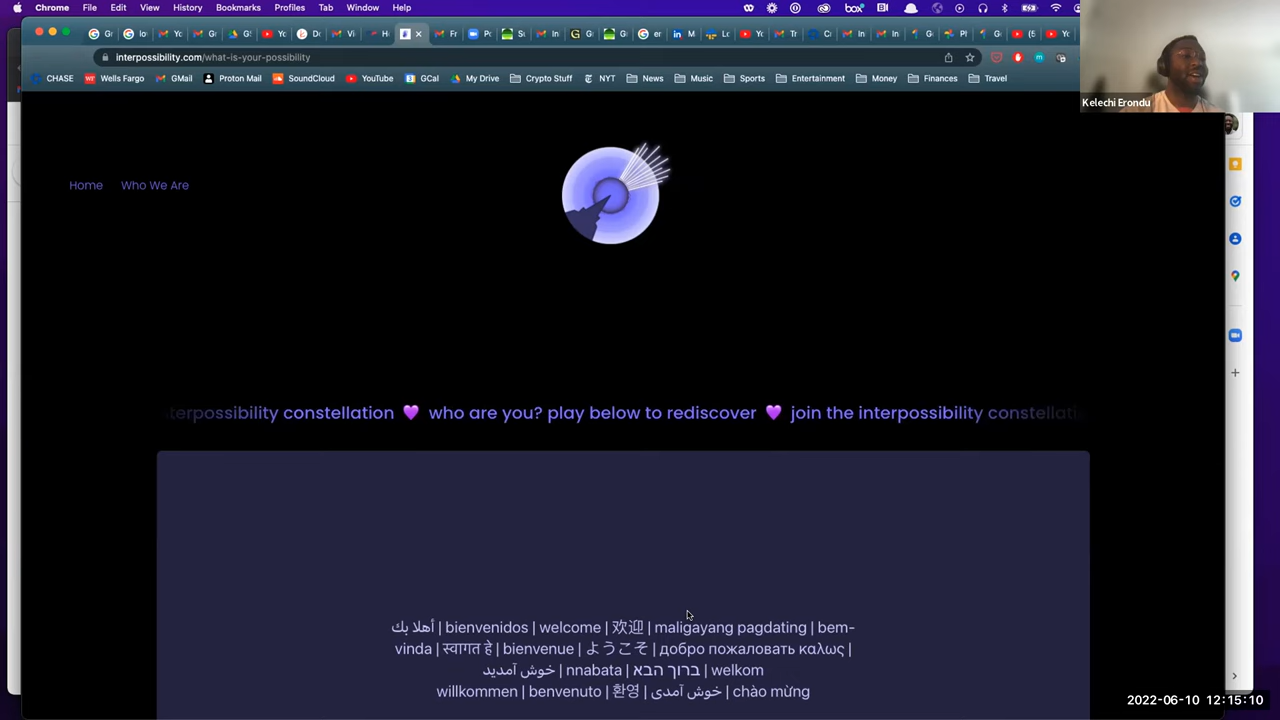 Chrome File Edit View History Bookmarks Profiles Tab Window Help
interpossibility.com/what-is-your-possibility
CHASE Wells Fargo GMail Proton Mail SoundCloud YouTube GCal My Drive Crypto Stuff NYT News Music Sports Entertainment Money Finances Travel
Kelechi Erondu
Home Who We Are
interpossibility constellation 💜 who are you? play below to rediscover 💜 join the interpossibility constellati
أهلا بك | bienvenidos | welcome | 欢迎 | maligayang pagdating | bem-
vinda | स्वागत हे | bienvenue | ようこそ | добро пожаловать καλως |
خوش آمدید | nnabata | ברוך הבא | welkom
willkommen | benvenuto | 환영 | خوش آمدی | chào mừng
2022-06-10 12:15:10